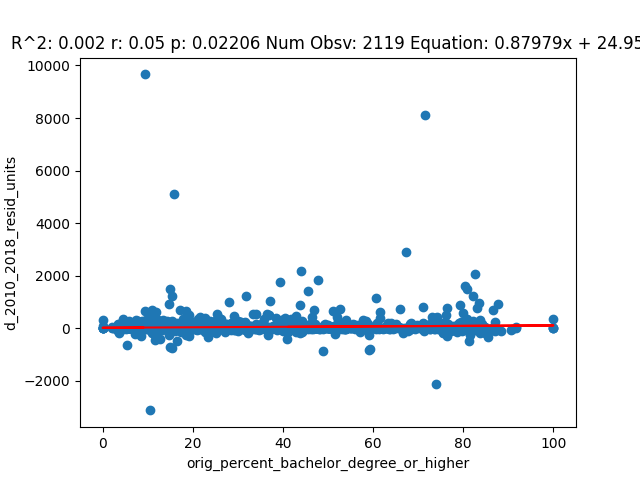 R^2: 0.002 r: 0.05 p: 0.02206 Num Obsv: 2119 Equation: 0.87979x + 24.95
10000
8000
6000
4000
2000
0
−2000
d_2010_2018_resid_units
0 20 40 60 80 100
orig_percent_bachelor_degree_or_higher